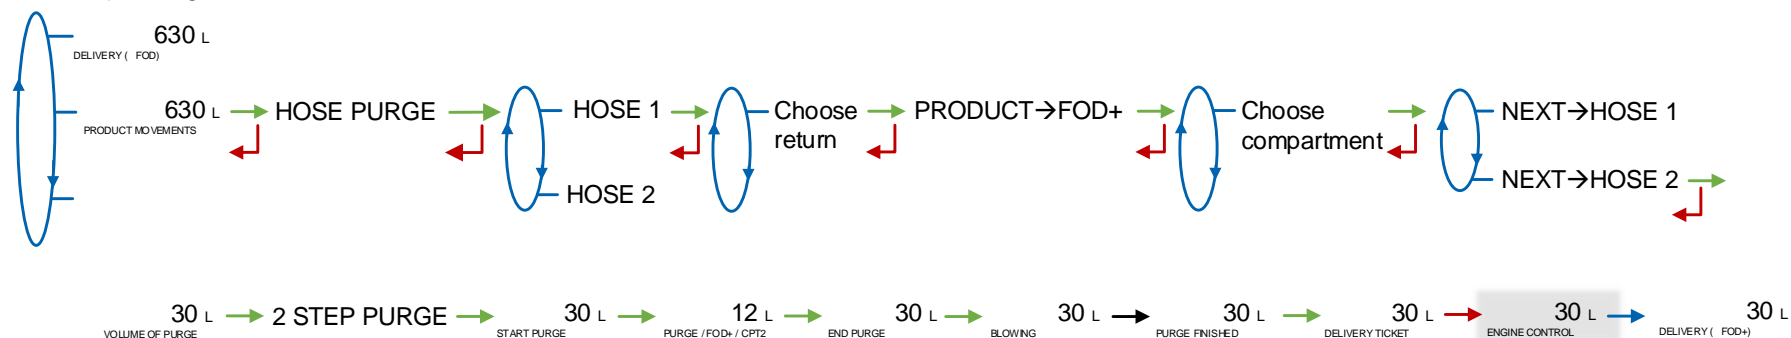 630 L
DELIVERY ( FOD)
630 L HOSE PURGE HOSE 1 Choose return PRODUCT→FOD+ Choose compartment NEXT→HOSE 1
PRODUCT MOVEMENTS
HOSE 2 NEXT→HOSE 2
30 L 2 STEP PURGE 30 L 12 L 30 L 30 L 30 L 30 L 30 L 30 L
VOLUME OF PURGE START PURGE PURGE / FOD+ / CPT2 END PURGE BLOWING PURGE FINISHED DELIVERY TICKET ENGINE CONTROL DELIVERY ( FOD+)